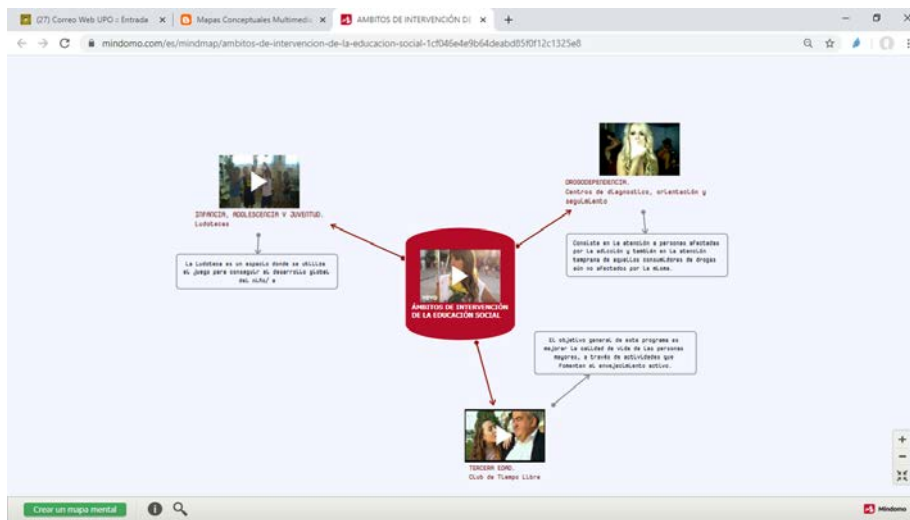 (27) Correo Web UPO :: Entrada
Mapas Conceptuales Multimedia
AMBITOS DE INTERVENCIÓN DE
mindomo.com/es/mindmap/ambitos-de-intervencion-de-la-educacion-social-1cf046e4e9b64deabd85f0f12c1325e8
INFANCIA, ADOLESCENCIA Y JUVENTUD.
Ludotecas
La Ludoteca es un espacio donde se utiliza
el juego para conseguir el desarrollo global
del niño/ a
DROGODEPENDENCIA.
Centros de diagnostico, orientación y
seguimiento
Consiste en la atención a personas afectadas
por la adicción y también en la atención
temprana de aquellos consumidores de drogas
aún no afectados por la misma.
vevo
ÁMBITOS DE INTERVENCIÓN
DE LA EDUCACIÓN SOCIAL
El objetivo general de este programa es
mejorar la calidad de vida de las personas
mayores, a través de actividades que
fomenten el envejecimiento activo.
TERCERA EDAD.
Club de Tiempo Libre
Crear un mapa mental
Mindomo